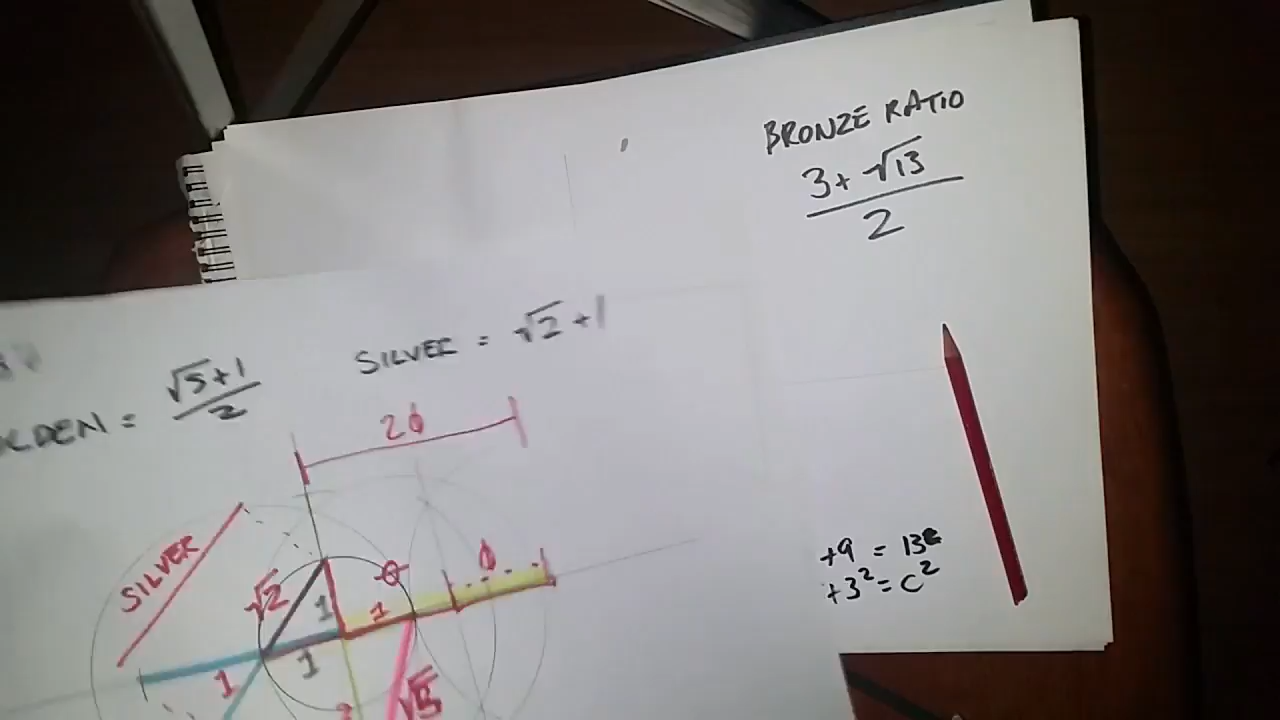 BRONZE RATIO
3+√13
2
SILVER = √2+1
LDEN = √5+1
2
2ϕ
SILVER
√2
1
1
1
1
ϕ
√13
+9 = 13
+3²=C²